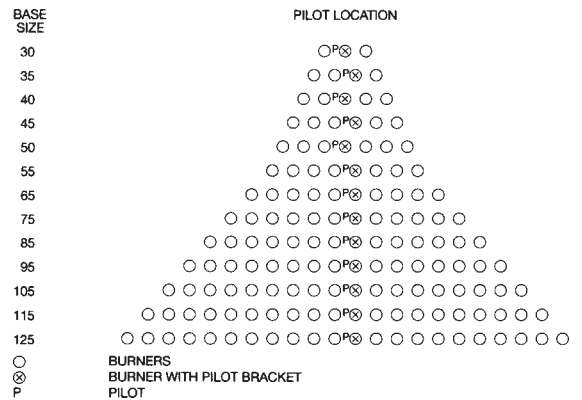 BASE PILOT LOCATION
SIZE
30 P
35 P
40 P
45 P
50 P
55 P
65 P
75 P
85 P
95 P
105 P
115 P
125 P
BURNERS
BURNER WITH PILOT BRACKET
P PILOT